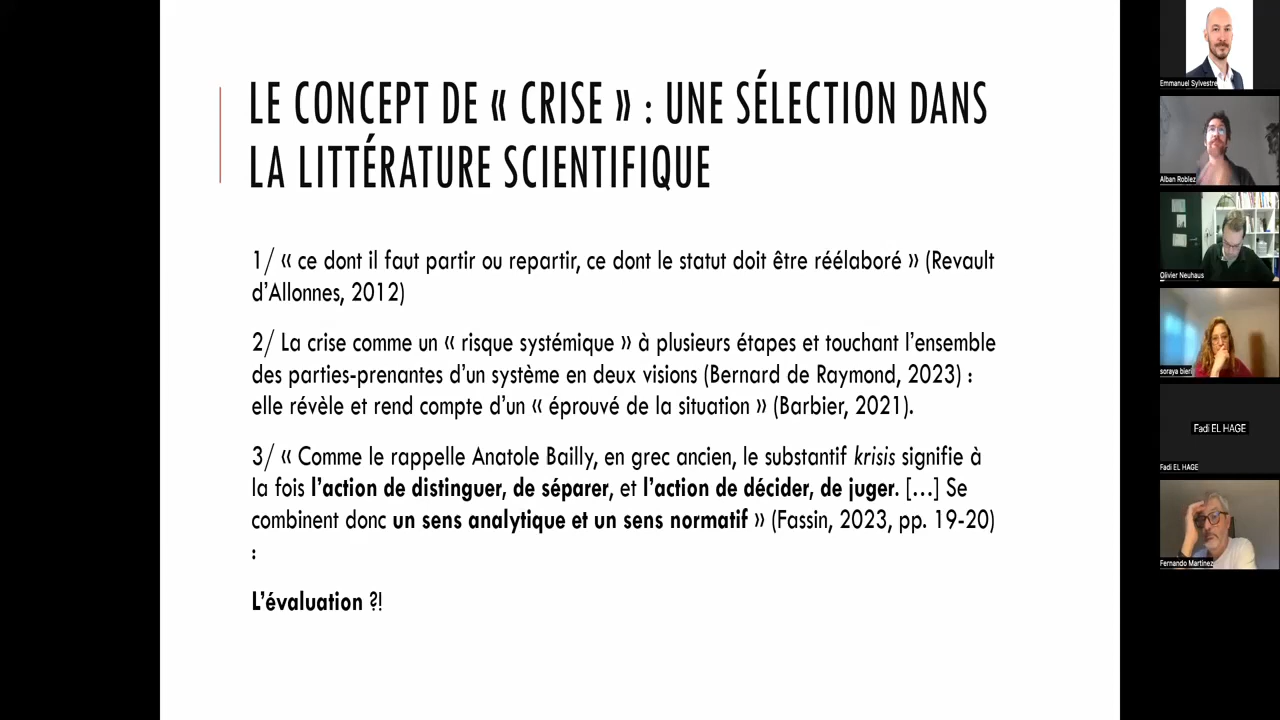 LE CONCEPT DE « CRISE » : UNE SÉLECTION DANS
LA LITTÉRATURE SCIENTIFIQUE
1/ « ce dont il faut partir ou repartir, ce dont le statut doit être réélaboré » (Revault
d’Allonnes, 2012)
2/ La crise comme un « risque systémique » à plusieurs étapes et touchant l’ensemble
des parties-prenantes d’un système en deux visions (Bernard de Raymond, 2023) :
elle révèle et rend compte d’un « éprouvé de la situation » (Barbier, 2021).
3/ « Comme le rappelle Anatole Bailly, en grec ancien, le substantif krisis signifie à
la fois l’action de distinguer, de séparer, et l’action de décider, de juger. […] Se
combinent donc un sens analytique et un sens normatif » (Fassin, 2023, pp. 19-20)
:
L’évaluation ?!
Emmanuel Sylvestre
Alban Roblez
Olivier Neuhaus
soraya bieri
Fadi EL HAGE
Fadi EL HAGE
Fernando Martinez